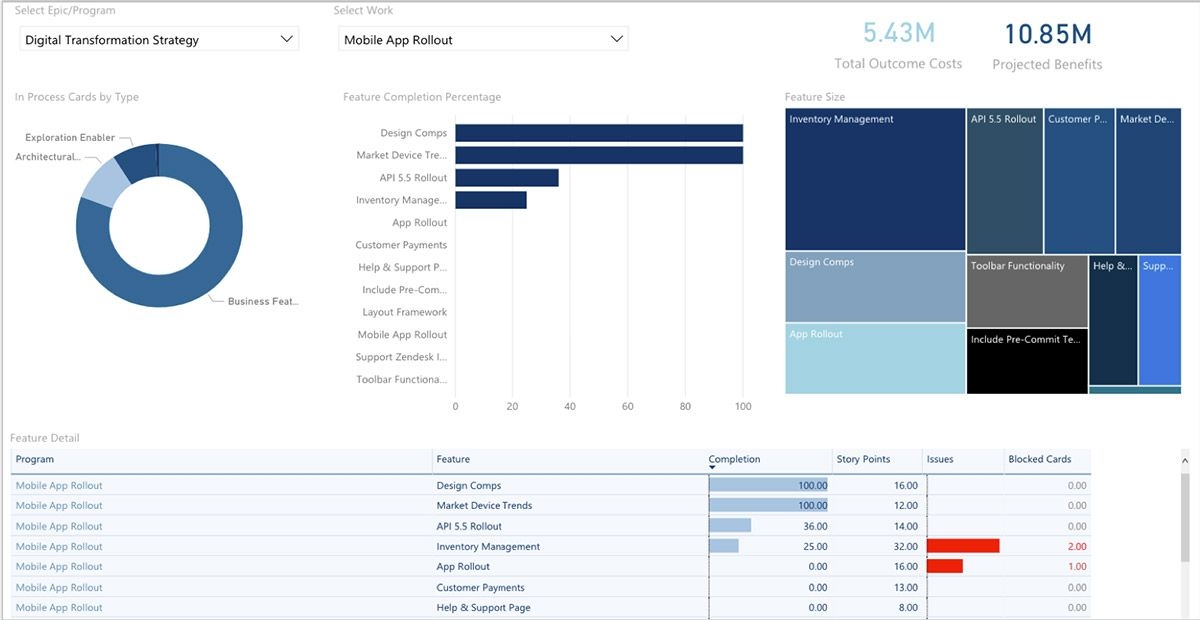 Select Epic/Program
Digital Transformation Strategy
Select Work
Mobile App Rollout
5.43M
Total Outcome Costs
10.85M
Projected Benefits
In Process Cards by Type
Exploration Enabler
Architectural...
Business Feat...
Feature Completion Percentage
Design Comps
Market Device Tre...
API 5.5 Rollout
Inventory Manage...
App Rollout
Customer Payments
Help & Support P...
Include Pre-Com...
Layout Framework
Mobile App Rollout
Support Zendesk I...
Toolbar Functiona...
0 20 40 60 80 100
Feature Size
Inventory Management
API 5.5 Rollout
Customer P...
Market De...
Design Comps
Toolbar Functionality
Help &...
Supp...
App Rollout
Include Pre-Commit Te...
Feature Detail
Program Feature Completion Story Points Issues Blocked Cards
Mobile App Rollout Design Comps 100.00 16.00 0.00
Mobile App Rollout Market Device Trends 100.00 12.00 0.00
Mobile App Rollout API 5.5 Rollout 36.00 14.00 0.00
Mobile App Rollout Inventory Management 25.00 32.00 2.00
Mobile App Rollout App Rollout 0.00 16.00 1.00
Mobile App Rollout Customer Payments 0.00 13.00 0.00
Mobile App Rollout Help & Support Page 0.00 8.00 0.00